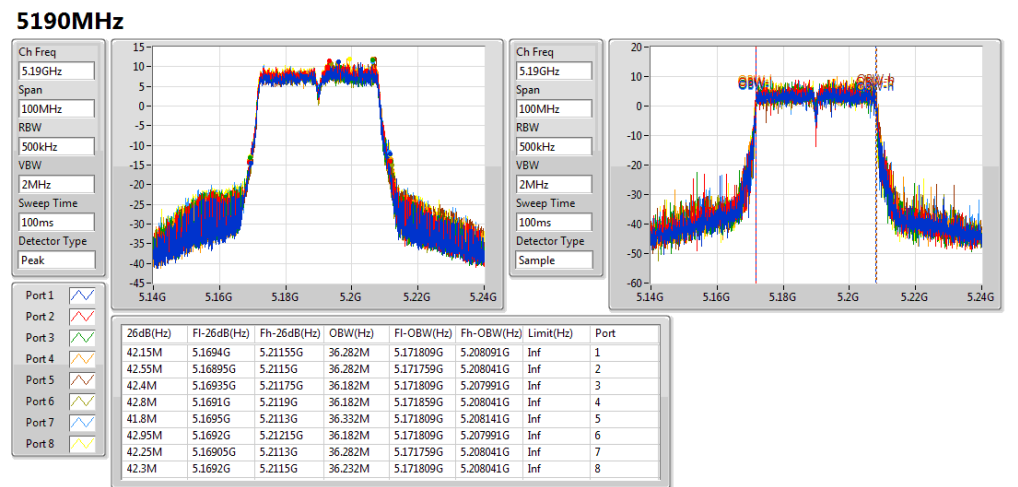 5190MHz
Ch Freq
5.19GHz
Span
100MHz
RBW
500kHz
VBW
2MHz
Sweep Time
100ms
Detector Type
Peak
15
10
5
0
-5
-10
-15
-20
-25
-30
-35
-40
-45
5.14G 5.16G 5.18G 5.2G 5.22G 5.24G
Ch Freq
5.19GHz
Span
100MHz
RBW
500kHz
VBW
2MHz
Sweep Time
100ms
Detector Type
Sample
20
10
0
-10
-20
-30
-40
-50
-60
5.14G 5.16G 5.18G 5.2G 5.22G 5.24G
Port 1
Port 2
Port 3
Port 4
Port 5
Port 6
Port 7
Port 8
26dB(Hz) Fl-26dB(Hz) Fh-26dB(Hz) OBW(Hz) Fl-OBW(Hz) Fh-OBW(Hz) Limit(Hz) Port
42.15M 5.1694G 5.21155G 36.282M 5.171809G 5.208091G Inf 1
42.55M 5.16895G 5.2115G 36.282M 5.171759G 5.208041G Inf 2
42.4M 5.16935G 5.21175G 36.182M 5.171809G 5.207991G Inf 3
42.8M 5.1691G 5.2119G 36.182M 5.171859G 5.208041G Inf 4
41.8M 5.1695G 5.2113G 36.332M 5.171809G 5.208141G Inf 5
42.95M 5.1692G 5.21215G 36.182M 5.171809G 5.207991G Inf 6
42.25M 5.16905G 5.2113G 36.282M 5.171759G 5.208041G Inf 7
42.3M 5.1692G 5.2115G 36.232M 5.171809G 5.208041G Inf 8